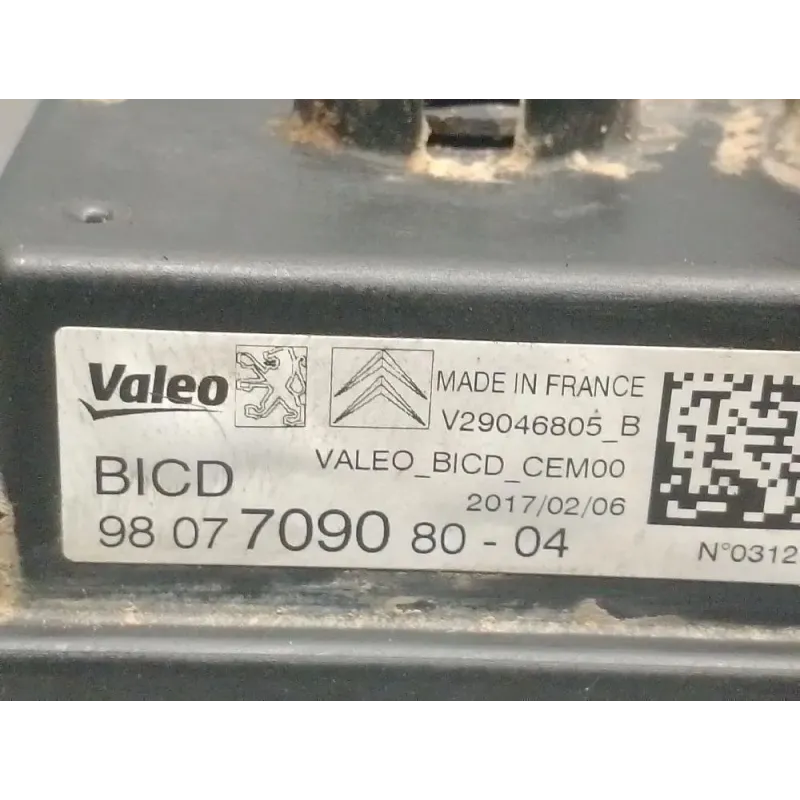 Valeo MADE IN FRANCE
V29046805_B
BICD VALEO_BICD_CEM00
2017/02/06
98 07 7090 80 - 04
N°0312